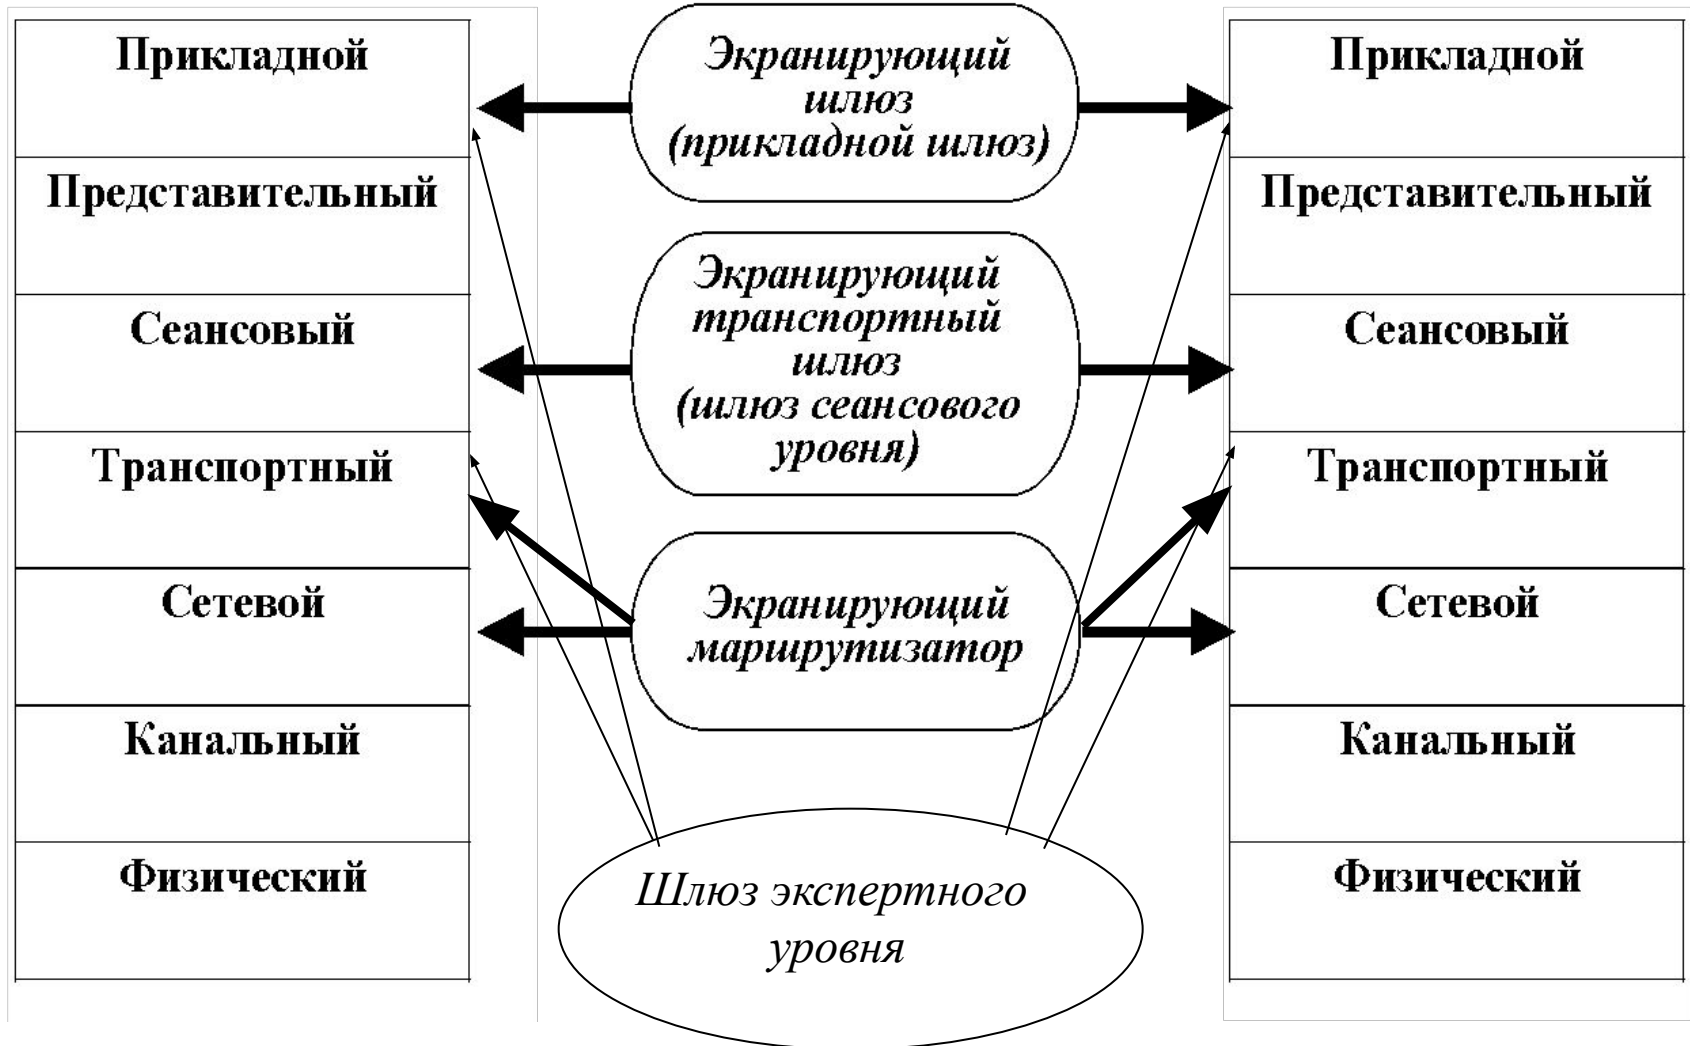 Прикладной
Представительный
Сеансовый
Транспортный
Сетевой
Канальный
Физический
Экранирующий
шлюз
(прикладной шлюз)
Экранирующий
транспортный
шлюз
(шлюз сеансового
уровня)
Экранирующий
маршрутизатор
Шлюз экспертного
уровня
Прикладной
Представительный
Сеансовый
Транспортный
Сетевой
Канальный
Физический